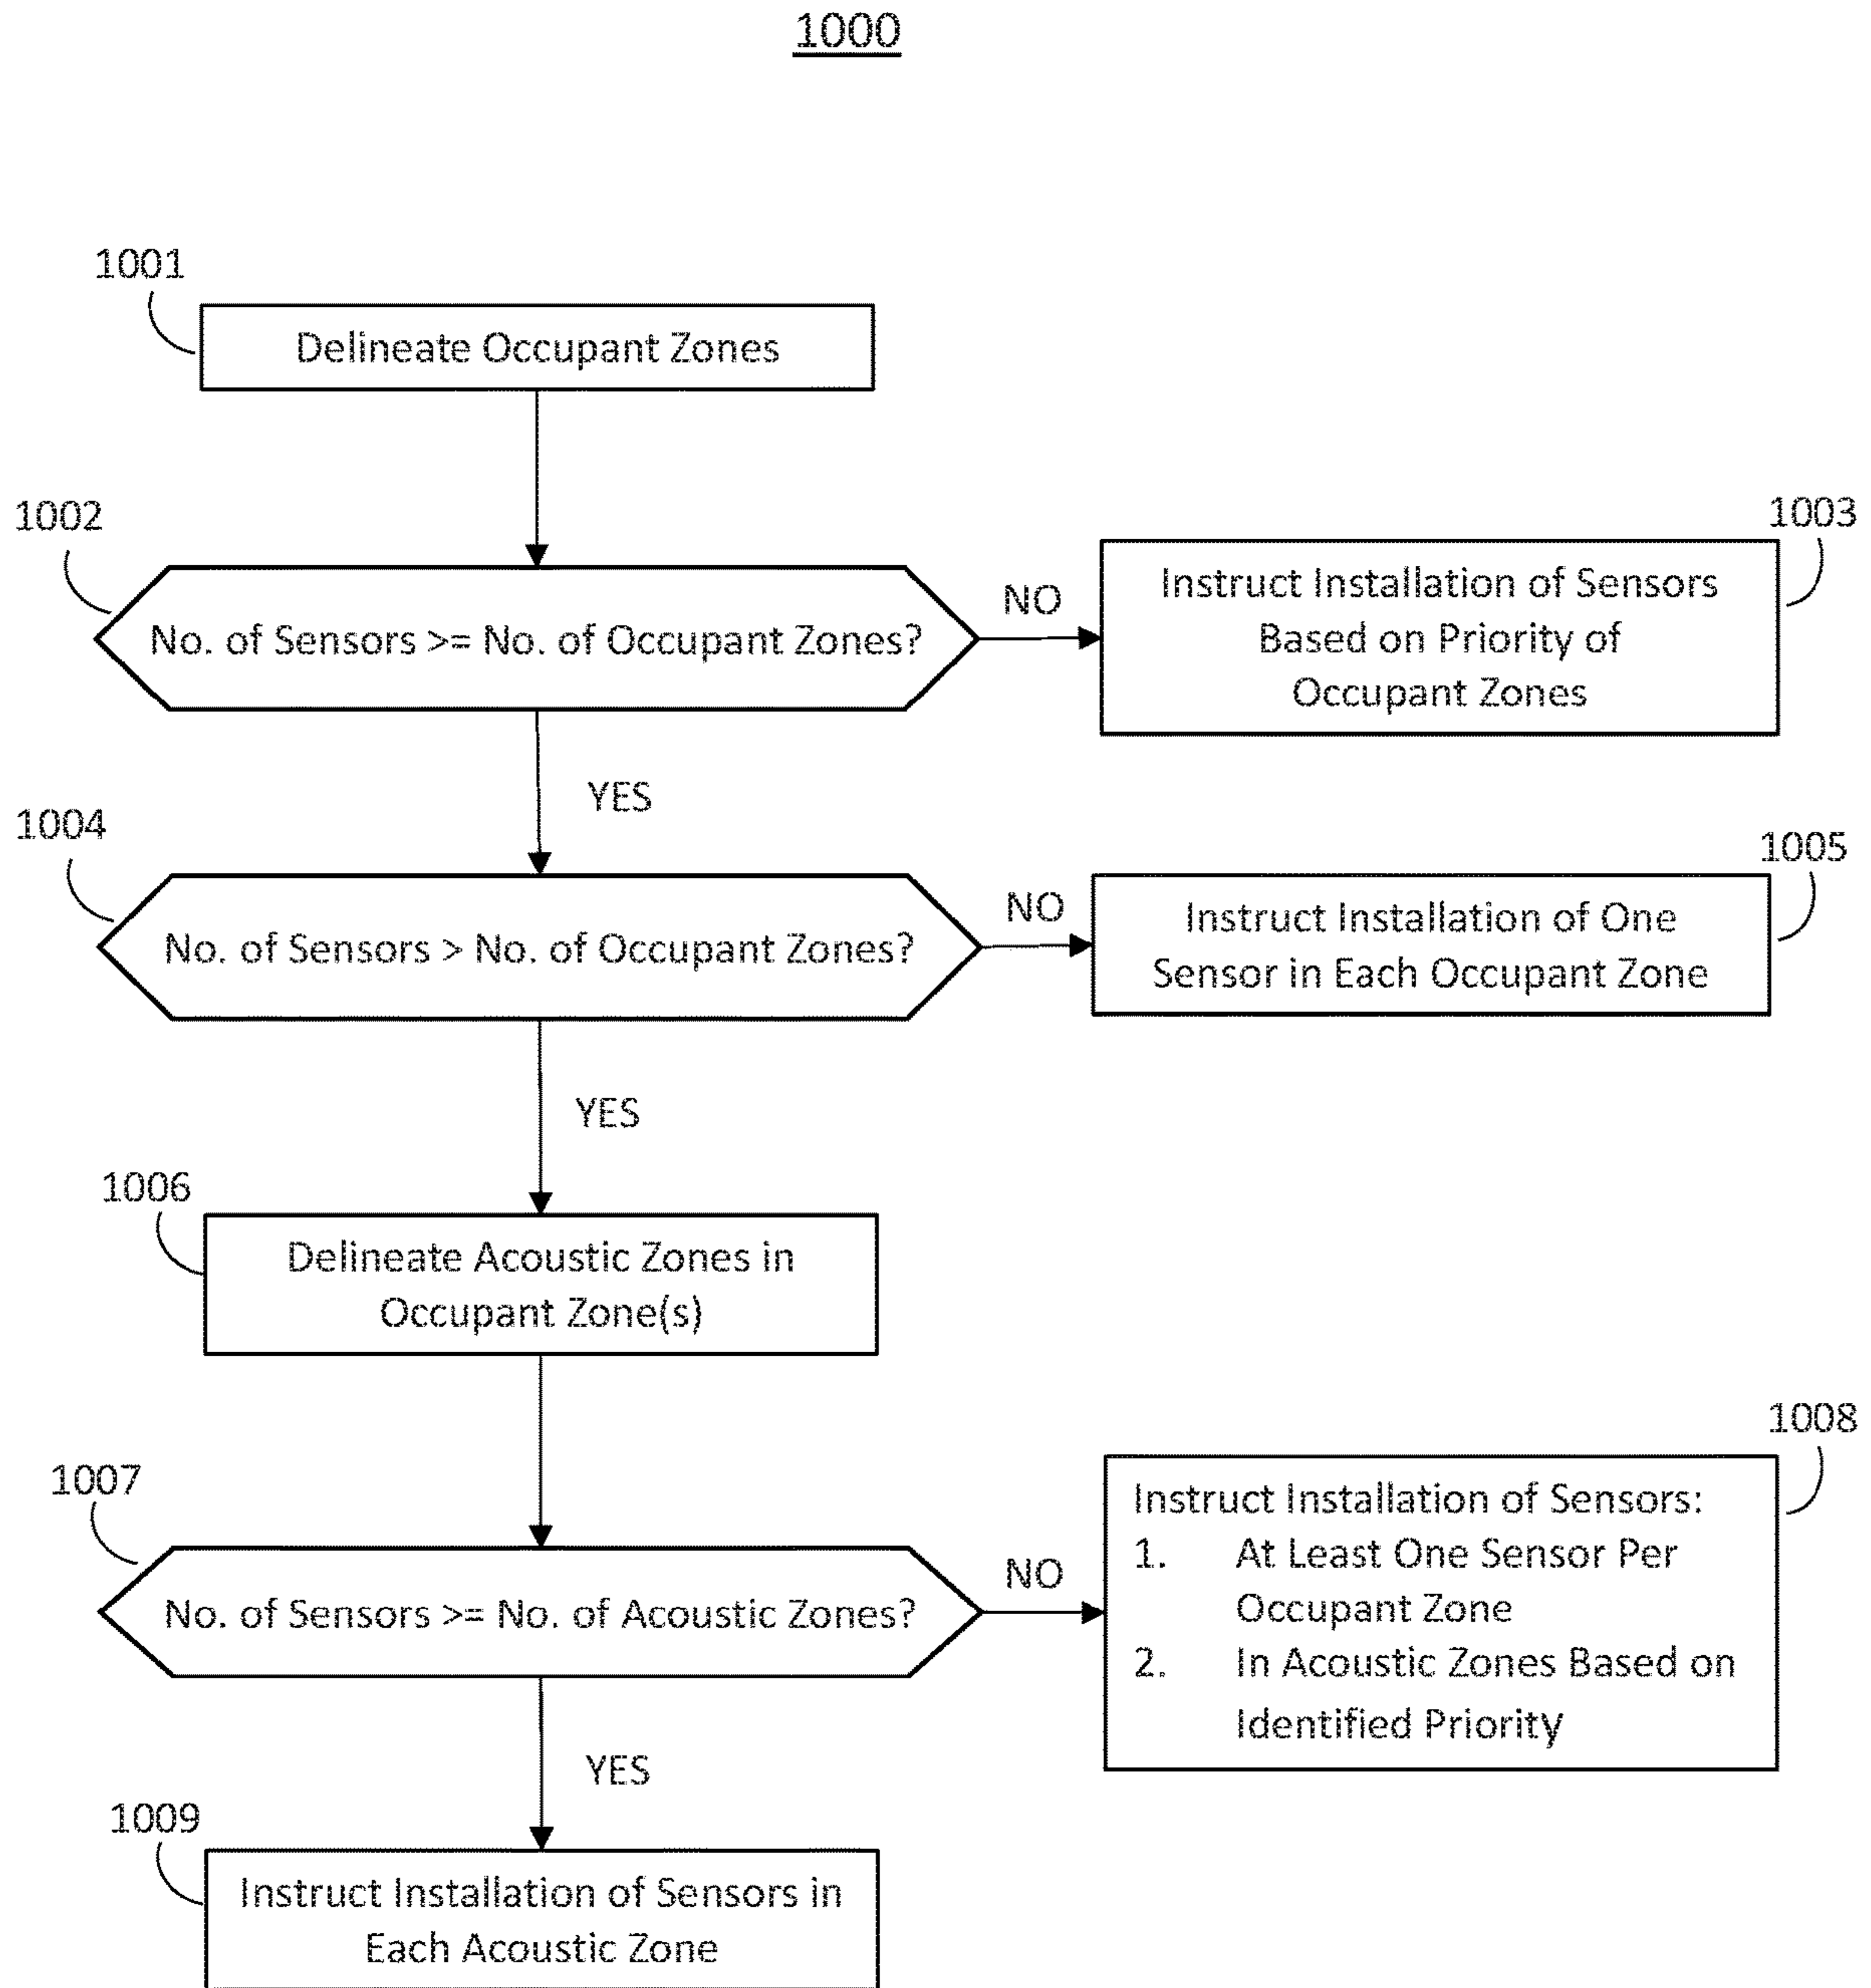 1000
1001
Delineate Occupant Zones
1002
No. of Sensors >= No. of Occupant Zones?
NO
1003
Instruct Installation of Sensors
Based on Priority of
Occupant Zones
YES
1004
No. of Sensors > No. of Occupant Zones?
NO
1005
Instruct Installation of One
Sensor in Each Occupant Zone
YES
1006
Delineate Acoustic Zones in
Occupant Zone(s)
1007
No. of Sensors >= No. of Acoustic Zones?
NO
1008
Instruct Installation of Sensors:
1. At Least One Sensor Per
Occupant Zone
2. In Acoustic Zones Based on
Identified Priority
YES
1009
Instruct Installation of Sensors in
Each Acoustic Zone